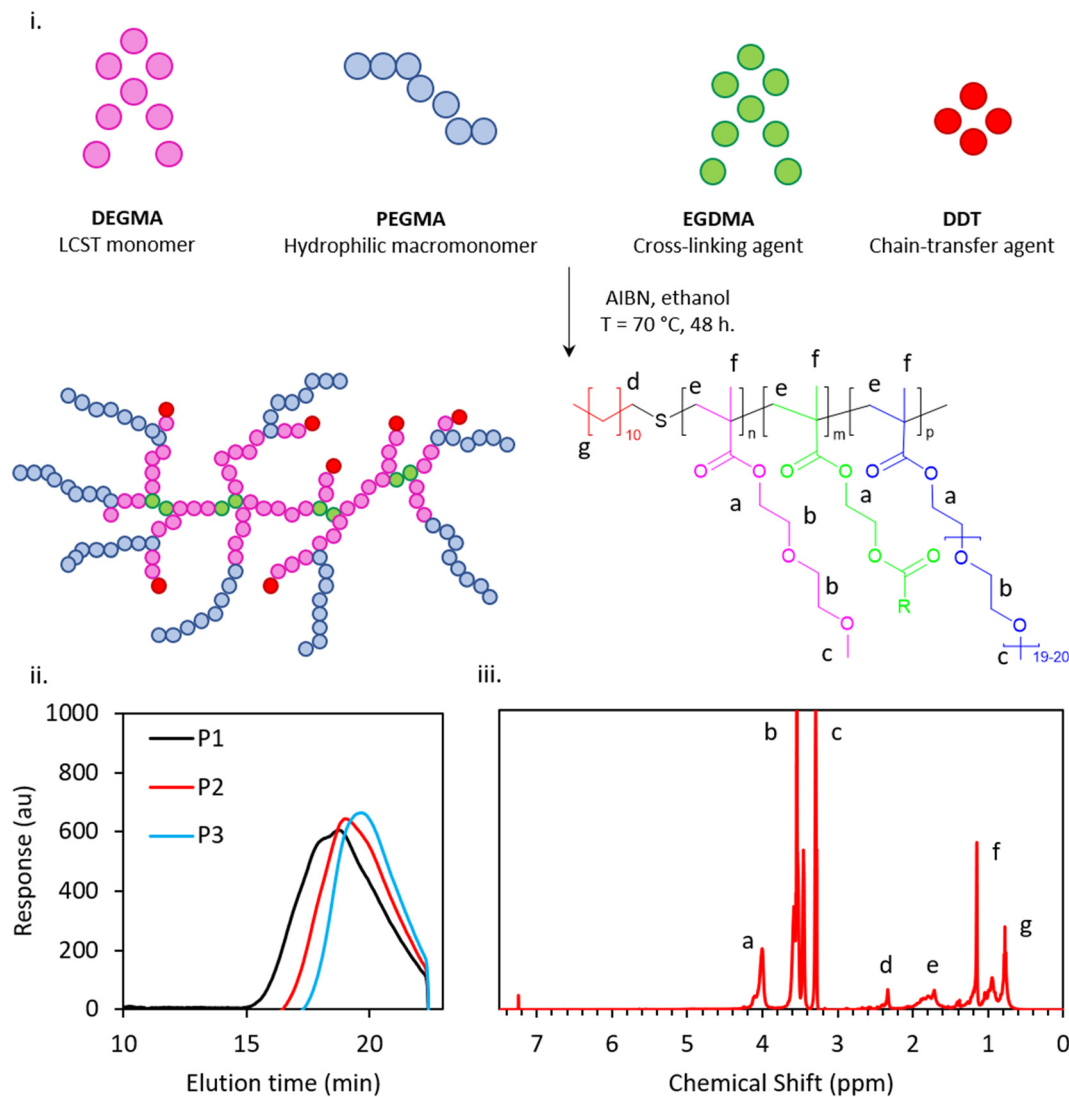 i.
DEGMA
LCST monomer
PEGMA
Hydrophilic macromonomer
EGDMA
Cross-linking agent
DDT
Chain-transfer agent
AIBN, ethanol
T = 70 °C, 48 h.
f f f
d e e e
S n m p
10
g
O O O O O O
a a a
b O O O b
b R O
O c 19-20
c
ii.
1000
800
600
400
200
0
Response (au)
P1
P2
P3
10 15 20
Elution time (min)
iii.
b c
f
a d e g
7 6 5 4 3 2 1 0
Chemical Shift (ppm)